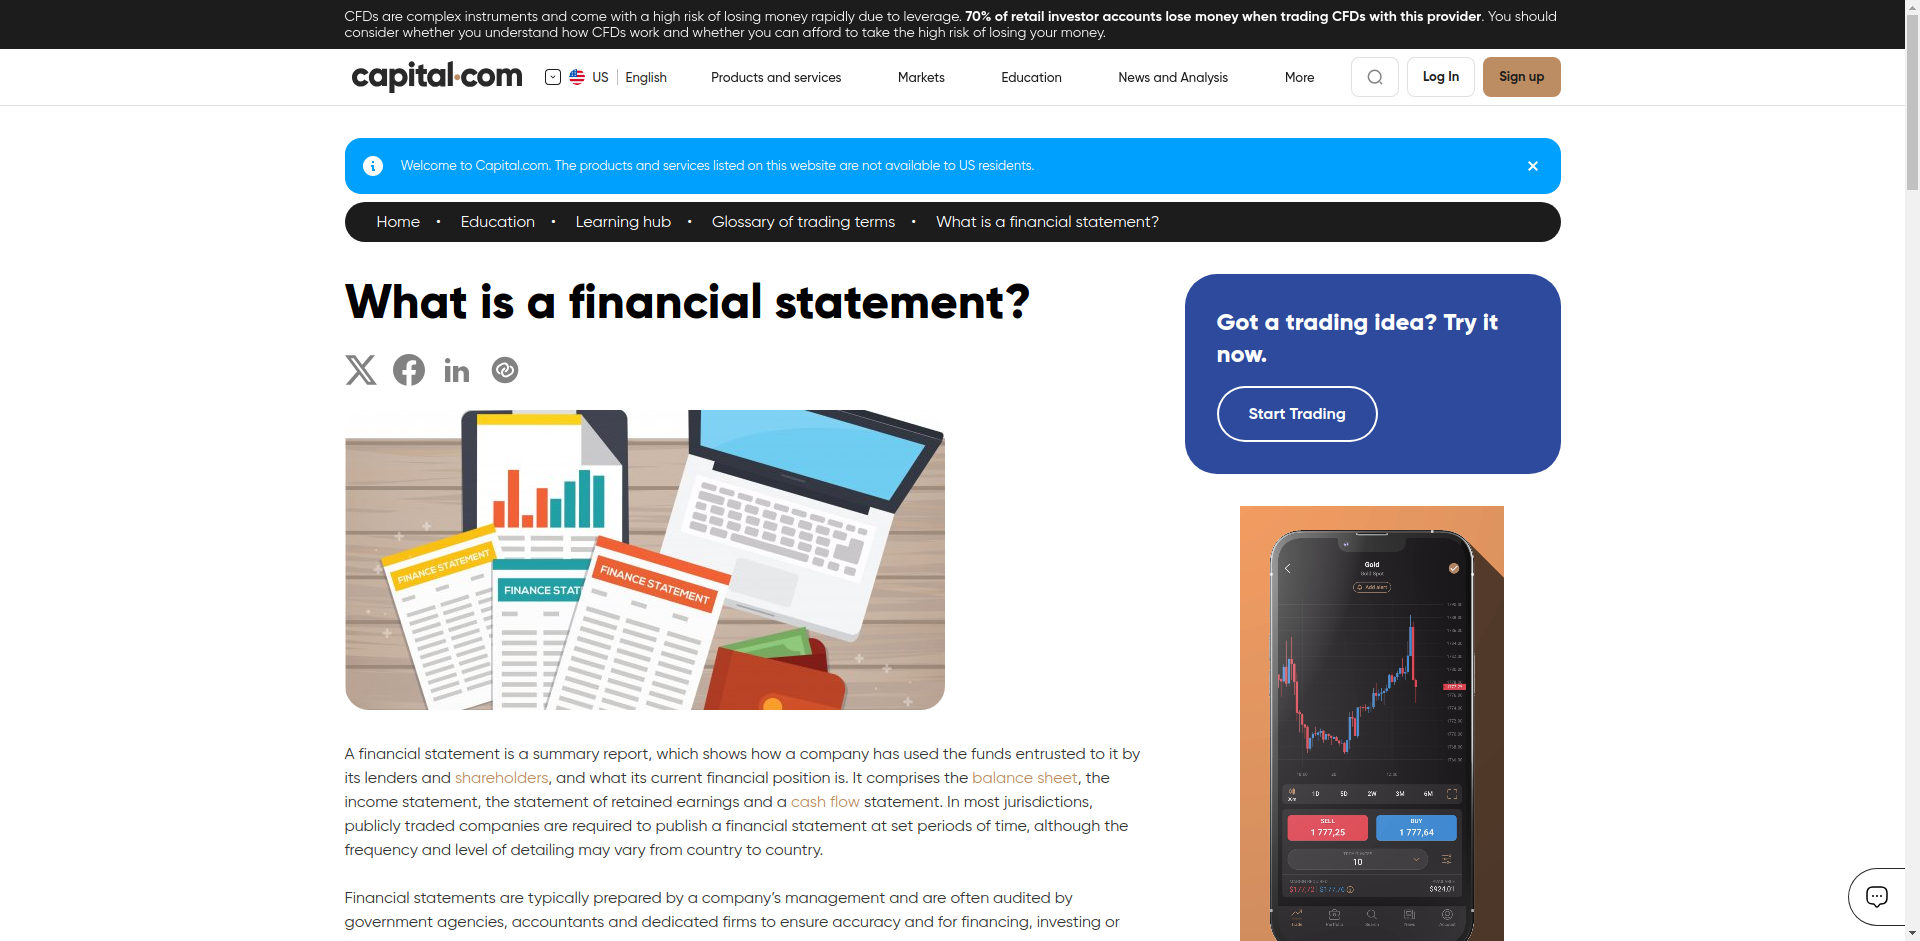 CFDs are complex instruments and come with a high risk of losing money rapidly due to leverage. 70% of retail investor accounts lose money when trading CFDs with this provider. You should
consider whether you understand how CFDs work and whether you can afford to take the high risk of losing your money.
capital.com
US English
Products and services
Markets
Education
News and Analysis
More
Log In
Sign up
Welcome to Capital.com. The products and services listed on this website are not available to US residents.
Home • Education • Learning hub • Glossary of trading terms • What is a financial statement?
What is a financial statement?
FINANCE STATEMENT
FINANCE STAT
FINANCE STATEMENT
A financial statement is a summary report, which shows how a company has used the funds entrusted to it by
its lenders and shareholders, and what its current financial position is. It comprises the balance sheet, the
income statement, the statement of retained earnings and a cash flow statement. In most jurisdictions,
publicly traded companies are required to publish a financial statement at set periods of time, although the
frequency and level of detailing may vary from country to country.
Financial statements are typically prepared by a company’s management and are often audited by
government agencies, accountants and dedicated firms to ensure accuracy and for financing, investing or
Got a trading idea? Try it
now.
Start Trading
Gold
Gold Spot
Add alert
1D 5D 2W 3M 6M
SELL
1 777,25
BUY
1 777,64
10
$924,01